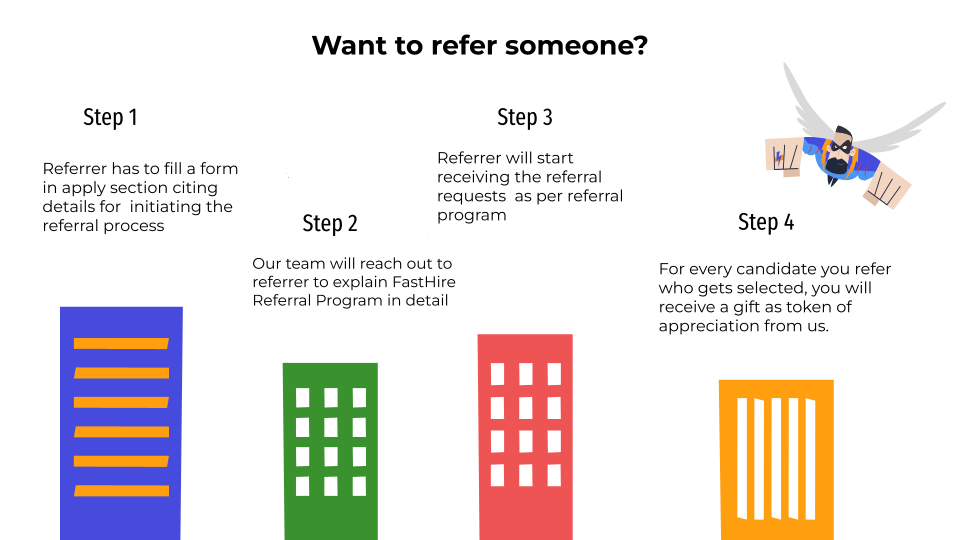 Want to refer someone?
Step 1
Referrer has to fill a form
in apply section citing
details for  initiating the
referral process
Step 2
Our team will reach out to
referrer to explain FastHire
Referral Program in detail
Step 3
Referrer will start
receiving the referral
requests  as per referral
program
Step 4
For every candidate you refer
who gets selected, you will
receive a gift as token of
appreciation from us.